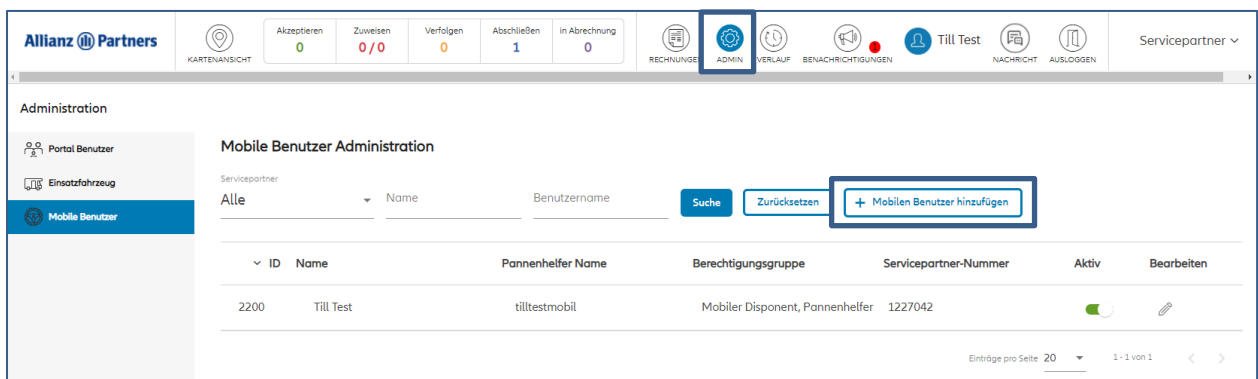 Allianz Partners
KARTENANSICHT
Akzeptieren Zuweisen Verfolgen Abschließen in Abrechnung
0 0 / 0 0 1 0
RECHNUNGEN ADMIN VERLAUF BENACHRICHTIGUNGEN 1 Till Test NACHRICHT AUSLOGGEN Servicepartner
Administration
Portal Benutzer
Einsatzfahrzeug
Mobile Benutzer
Mobile Benutzer Administration
Servicepartner
Alle Name Benutzername Suche Zurücksetzen + Mobilen Benutzer hinzufügen
ID Name Pannenhelfer Name Berechtigungsgruppe Servicepartner-Nummer Aktiv Bearbeiten
2200 Till Test tilltestmobil Mobiler Disponent, Pannenhelfer 1227042
Einträge pro Seite 20 1 - 1 von 1